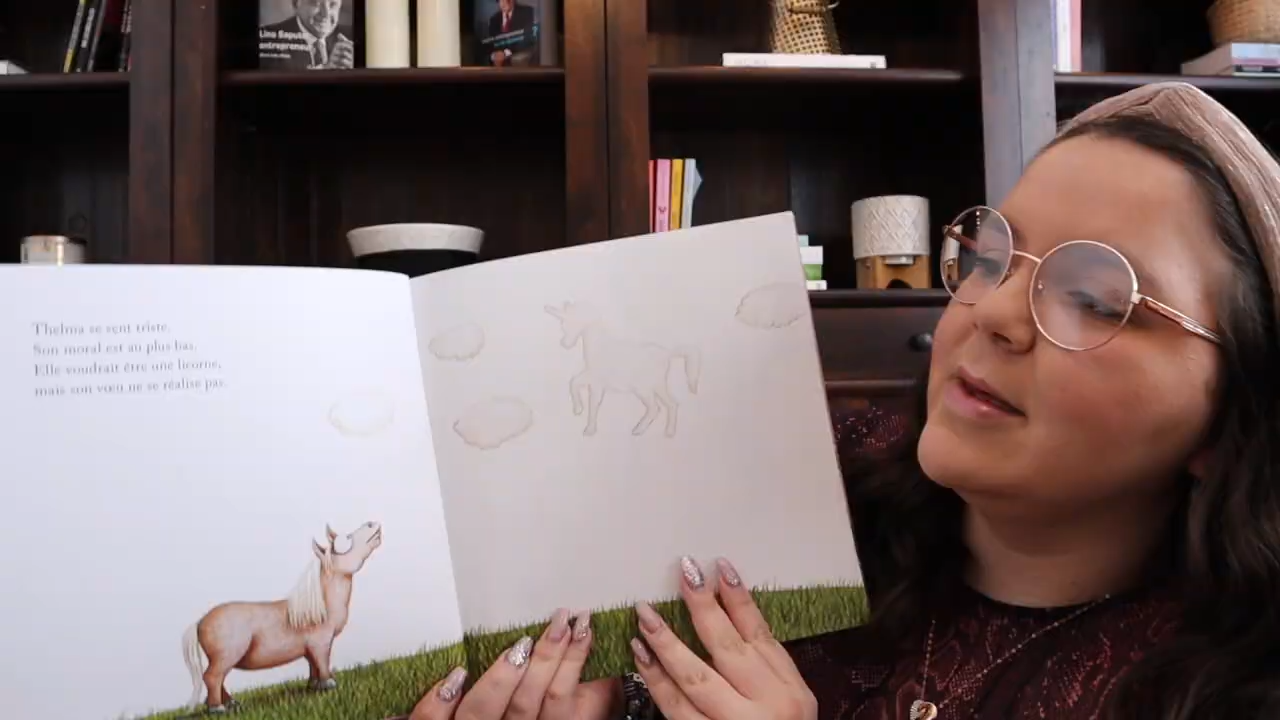 Lino Saputo
entrepreneur
Thelma se sent triste.
Son moral est au plus bas.
Elle voudrait être une licorne,
mais son vœu ne se réalise pas.